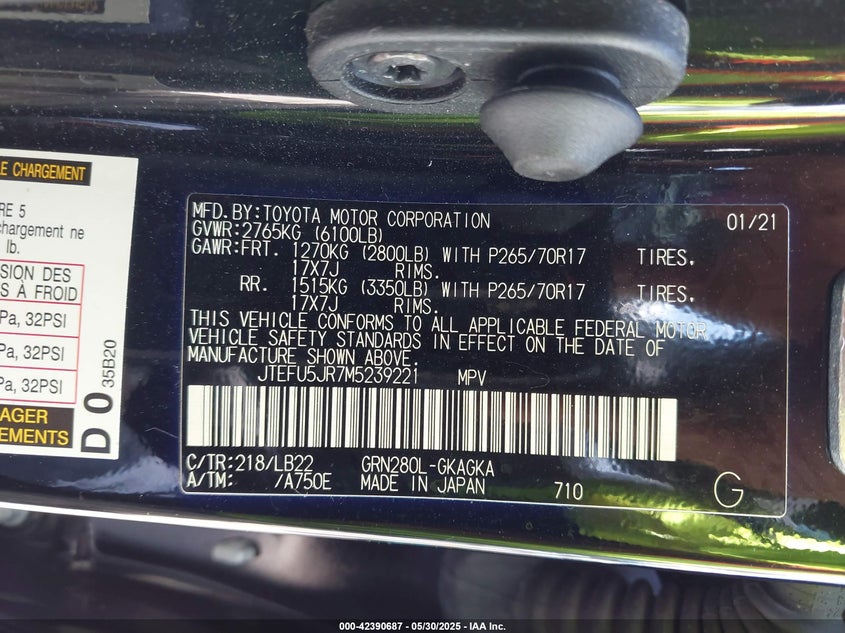 LE CHARGEMENT
RE 5
chargement ne
lb.
SION DES
S À FROID
Pa, 32PSI
Pa, 32PSI
Pa, 32PSI
AGER
EMENTS
D 0 35B20
MFD.BY:TOYOTA MOTOR CORPORATION 01/21
GVWR:2765KG (6100LB)
GAWR:FRT. 1270KG (2800LB) WITH P265/70R17 TIRES.
17X7J RIMS.
RR. 1515KG (3350LB) WITH P265/70R17 TIRES.
17X7J RIMS.
THIS VEHICLE CONFORMS TO ALL APPLICABLE FEDERAL MOTOR
VEHICLE SAFETY STANDARDS IN EFFECT ON THE DATE OF
MANUFACTURE SHOWN ABOVE.
JTEFU5JR7M5239221 MPV
C/TR:218/LB22 GRN280L-GKAGKA
A/TM: /A750E MADE IN JAPAN 710 G
000-42390687 - 05/30/2025 - IAA Inc.